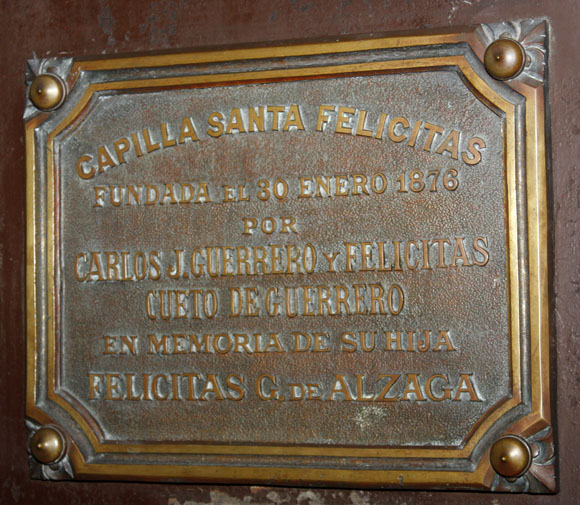 CAPILLA SANTA FELICITAS
FUNDADA EL 30 ENERO 1876
POR
CARLOS J. GUERRERO Y FELICITAS
CUETO DE GUERRERO
EN MEMORIA DE SU HIJA
FELICITAS G. DE ALZAGA